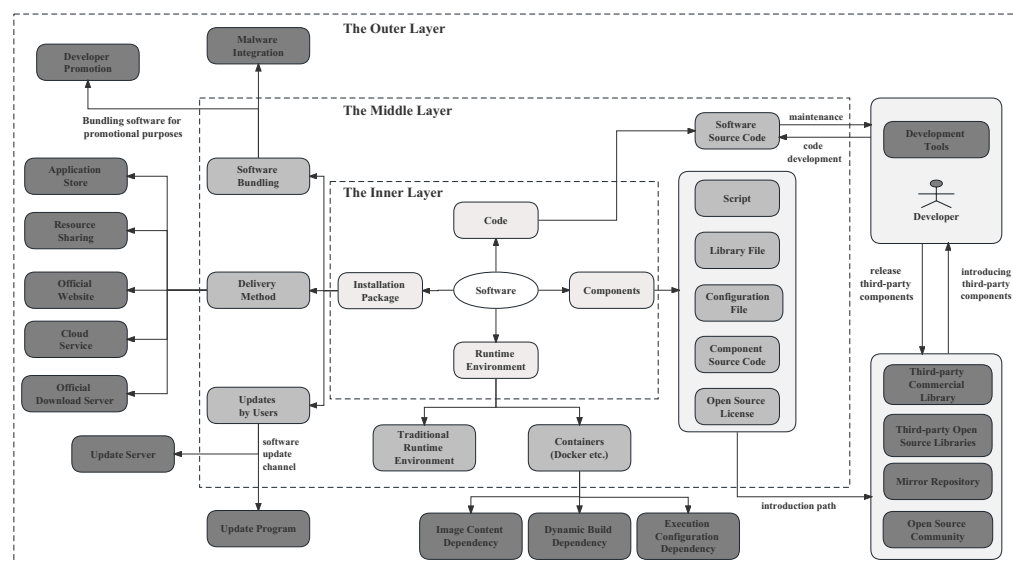 The Outer Layer
Malware
Integration
Developer
Promotion
Bundling software for
promotional purposes
The Middle Layer
Software
Source Code
maintenance
code
development
Development
Tools
Developer
Application
Store
Software
Bundling
The Inner Layer
Code
Script
Resource
Sharing
Library File
release
third-party
components
introducing
third-party
components
Official
Website
Delivery
Method
Installation
Package
Software
Components
Configuration
File
Cloud
Service
Runtime
Environment
Component
Source Code
Official
Download Server
Updates
by Users
Open Source
License
Third-party
Commercial
Library
Update Server
software
update
channel
Traditional
Runtime
Environment
Containers
(Docker etc.)
Third-party Open
Source Libraries
Mirror Repository
introduction path
Update Program
Image Content
Dependency
Dynamic Build
Dependency
Execution
Configuration
Dependency
Open Source
Community